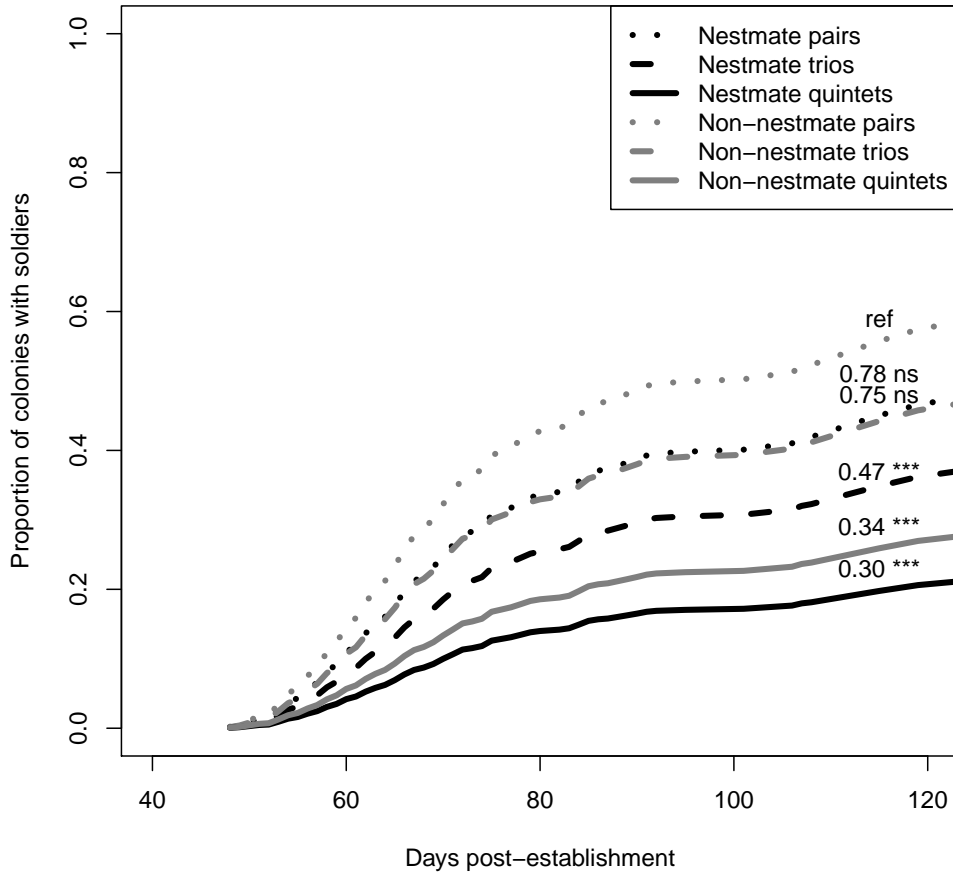 Nestmate pairs
Nestmate trios
Nestmate quintets
Non−nestmate pairs
Non−nestmate trios
Non−nestmate quintets
1.0
0.8
0.6
0.4
0.2
0.0
Proportion of colonies with soldiers
ref
0.78 ns
0.75 ns
0.47 ***
0.34 ***
0.30 ***
40
60
80
100
120
Days post−establishment